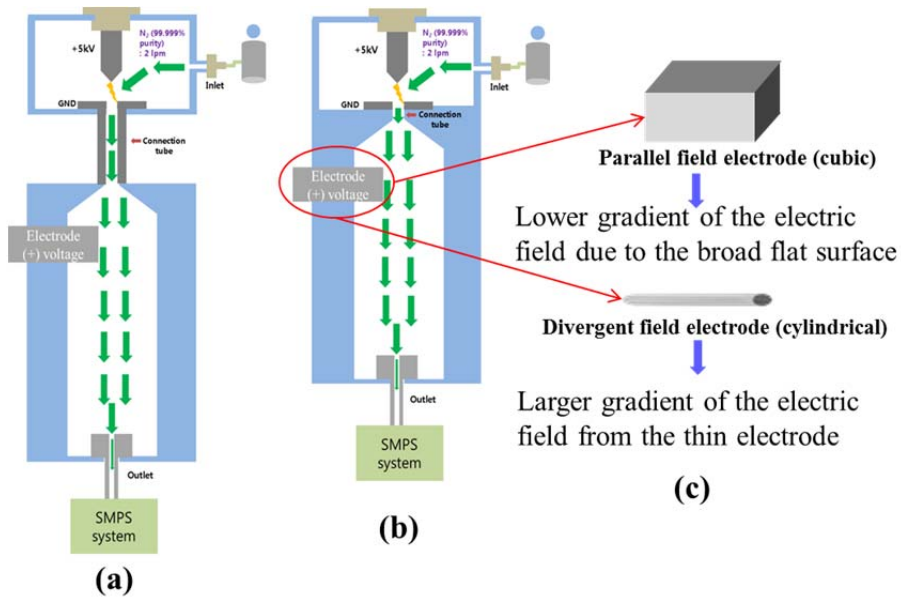 +5kV
N₂ (99.999%
purity)
: 2 lpm
Inlet
GND
Connection
tube
Electrode
(+) voltage
Outlet
SMPS
system
(a)
+5kV
N₂ (99.999%
purity)
: 2 lpm
Inlet
GND
Connection
tube
Electrode
(+) voltage
Outlet
SMPS
system
(b)
Parallel field electrode (cubic)
Lower gradient of the electric
field due to the broad flat surface
Divergent field electrode (cylindrical)
Larger gradient of the electric
field from the thin electrode
(c)